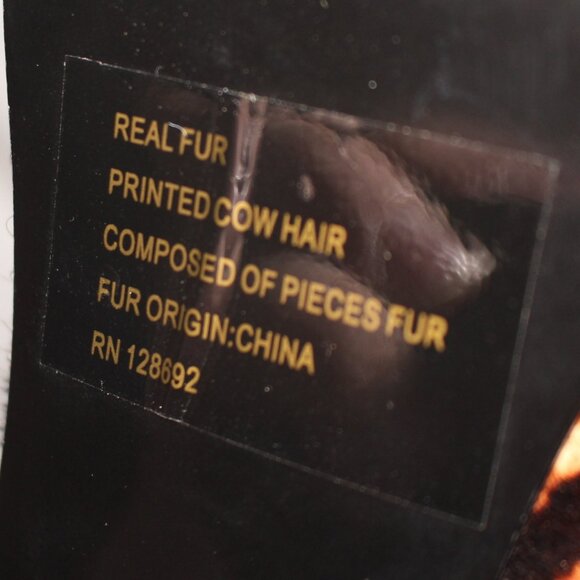 REAL FUR
PRINTED COW HAIR
COMPOSED OF PIECES FUR
FUR ORIGIN:CHINA
RN 128692